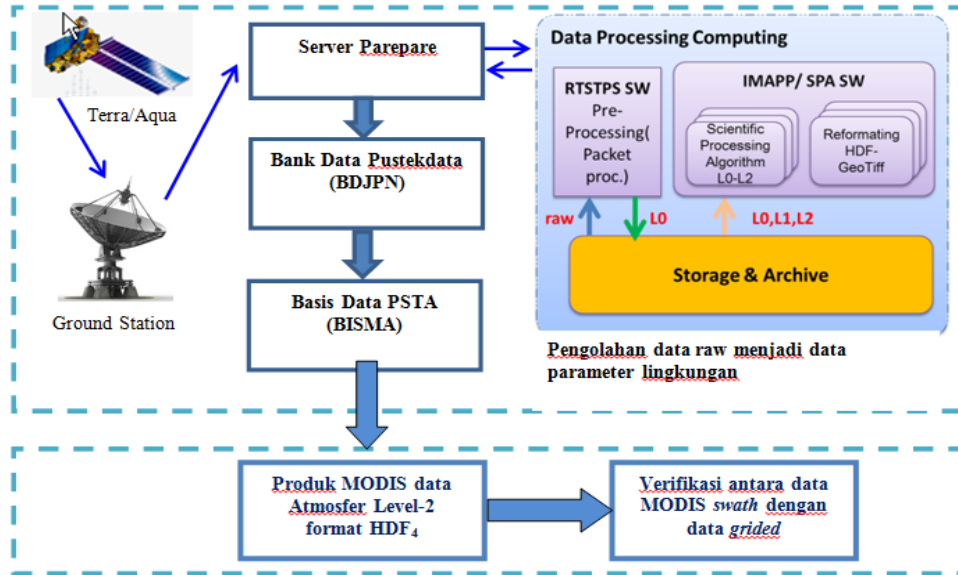 Terra/Aqua
Ground Station
Server Parepare
Bank Data Pustekdata
(BDJPN)
Basis Data PSTA
(BISMA)
Data Processing Computing
RTSTPS SW
Pre-
Processing(
Packet
proc.)
IMAPP/ SPA SW
Scientific
Processing
Algorithm
L0-L2
Reformating
HDF-
GeoTiff
raw
L0
L0,L1,L2
Storage & Archive
Pengolahan data raw menjadi data
parameter lingkungan
Produk MODIS data
Atmosfer Level-2
format HDF4
Verifikasi antara data
MODIS swath dengan
data grided